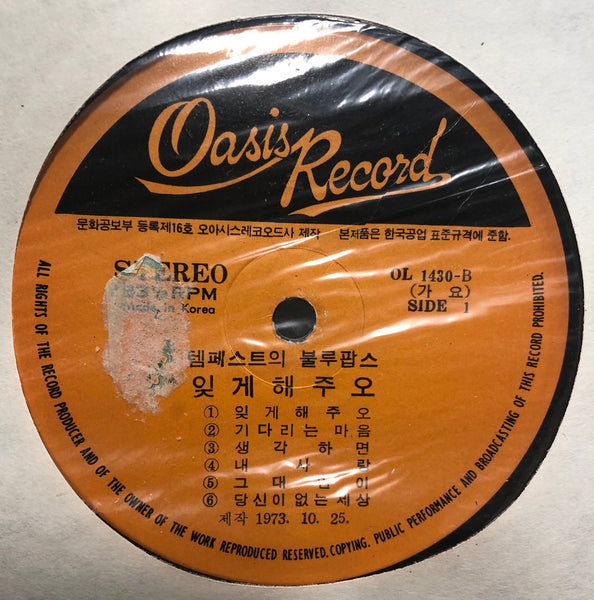 Oasis Record
문화공보부 등록제16호 오아시스레코오드사 제작 본저품은 한국공업 표준규격에 준함.
STEREO
RPM
made in Korea
OL 1430-B
(가요)
SIDE 1
템페스트의 불루팝스
잊게해주오
① 잊게해주오
② 기다리는 마음
③ 생각하면
④ 내사랑
⑤ 그대
⑥ 당신이 없는 세상
제작 1973. 10. 25.
ALL RIGHTS OF THE RECORD PRODUCER AND OF THE OWNER OF THE WORK REPRODUCED RESERVED. COPYING. PUBLIC PERFORMANCE AND BROADCASTING OF THIS RECORD PROHIBITED.